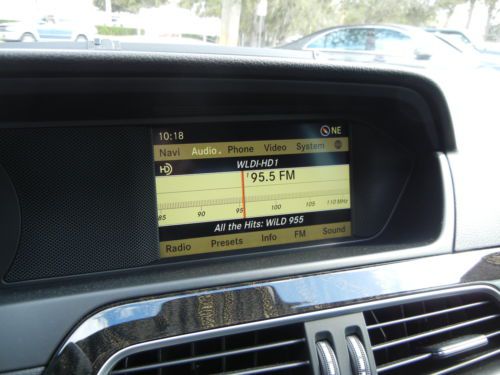 10:18 NE
Navi Audio Phone Video System
HD WLDI-HD1
1 95.5 FM
85 90 95 100 110 MHz
All the Hits: WiLD 955
Radio Presets Info FM Sound